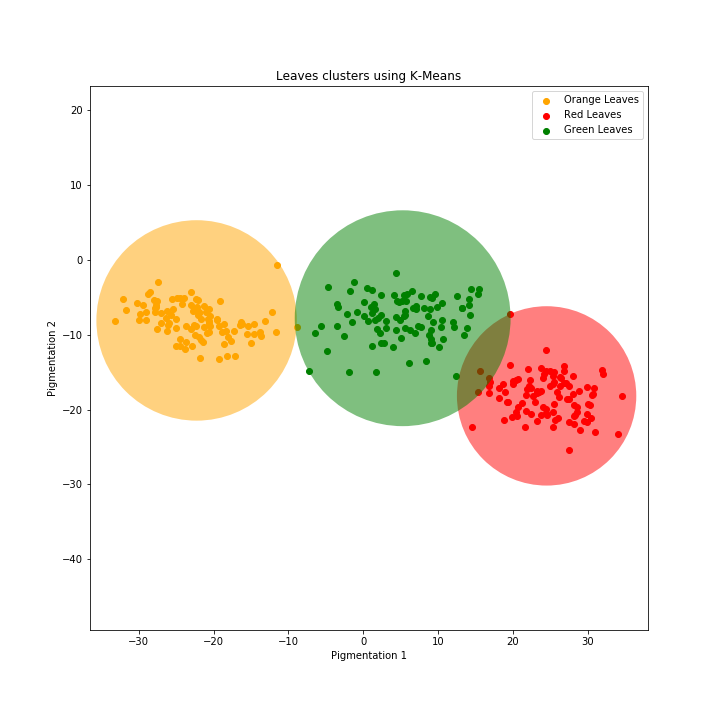 Leaves clusters using K-Means
Orange Leaves
Red Leaves
Green Leaves
20
10
0
−10
−20
−30
−40
Pigmentation 2
−30
−20
−10
0
10
20
30
Pigmentation 1